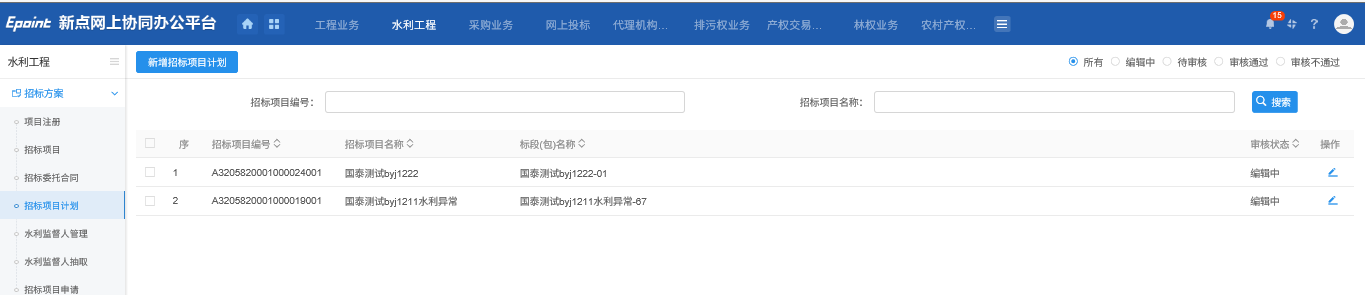 Epoint 新点网上协同办公平台 工程业务 水利工程 采购业务 网上投标 代理机构... 排污权业务 产权交易... 林权业务 农村产权... 15 ?
水利工程
新增招标项目计划
所有 编辑中 待审核 审核通过 审核不通过
招标方案
项目注册
招标项目
招标委托合同
招标项目计划
水利监督人管理
水利监督人抽取
招标项目申请
招标项目编号: 招标项目名称: 搜索
序 招标项目编号 招标项目名称 标段(包)名称 审核状态 操作
1 A3205820001000024001 国泰测试byj1222 国泰测试byj1222-01 编辑中
2 A3205820001000019001 国泰测试byj1211水利异常 国泰测试byj1211水利异常-67 编辑中